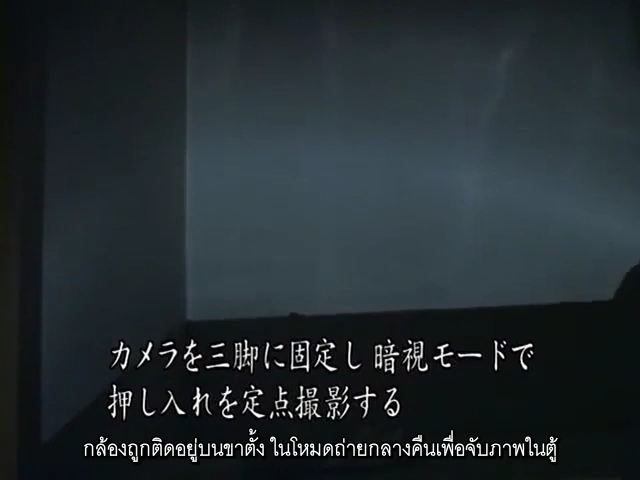 カメラを三脚に固定し 暗視モードで
押し入れを定点撮影する
กล้องถูกติดอยู่บนขาตั้ง ในโหมดถ่ายกลางคืนเพื่อจับภาพในตู้